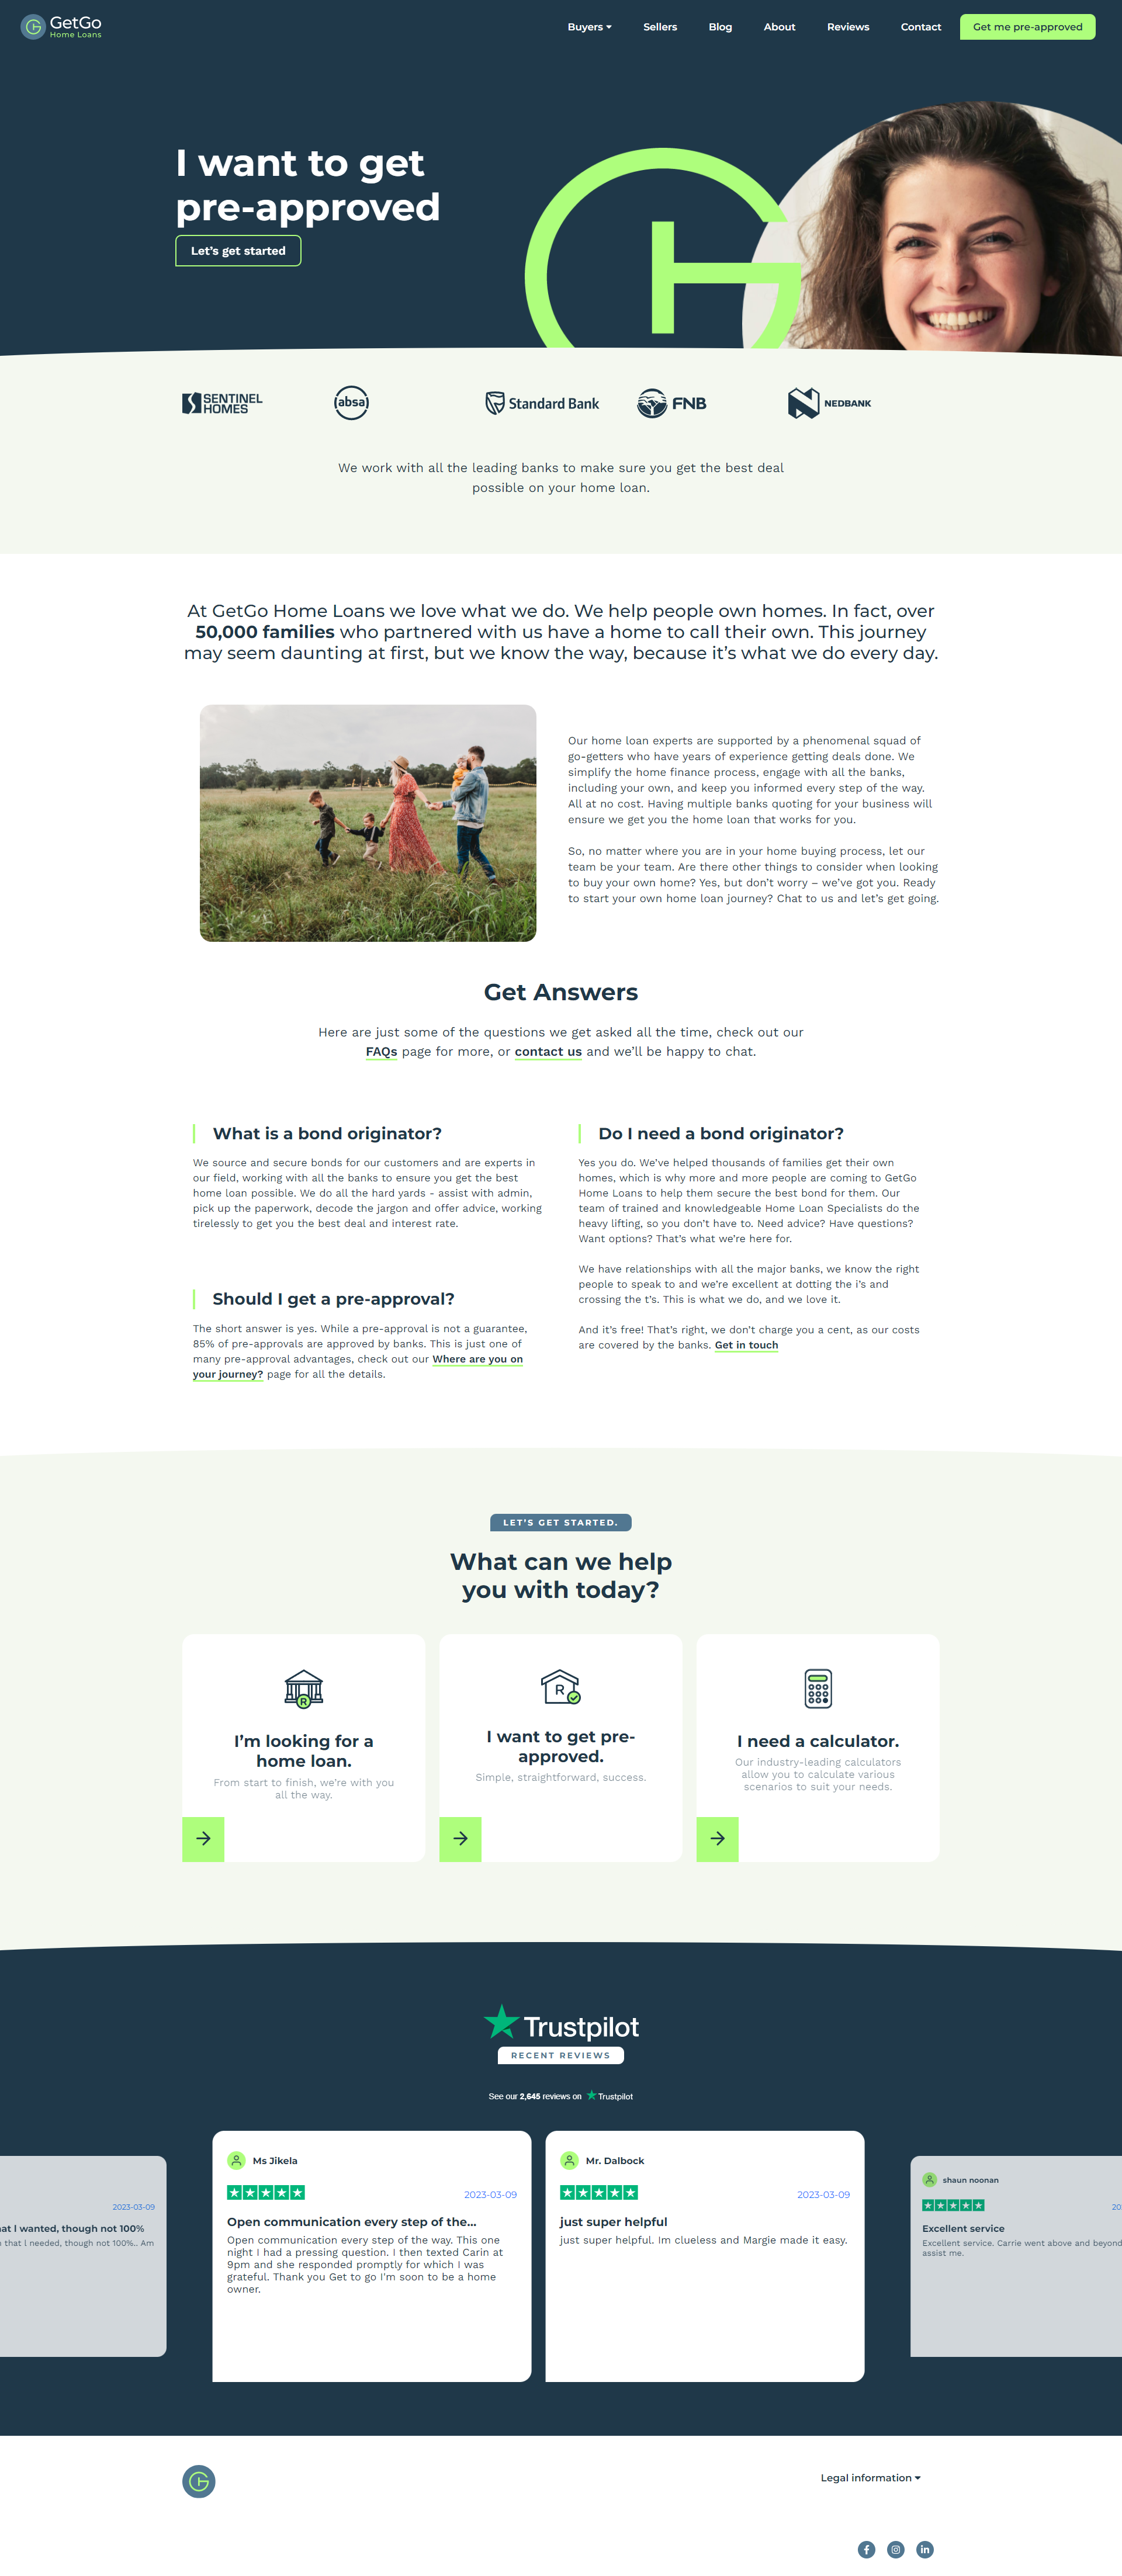 GetGo
Home Loans
Buyers
Sellers
Blog
About
Reviews
Contact
Get me pre-approved
I want to get
pre-approved
Let's get started
SENTINEL
HOMES
absa
Standard Bank
FNB
NEDBANK
We work with all the leading banks to make sure you get the best deal
possible on your home loan.
At GetGo Home Loans we love what we do. We help people own homes. In fact, over
50,000 families who partnered with us have a home to call their own. This journey
may seem daunting at first, but we know the way, because it's what we do every day.
Our home loan experts are supported by a phenomenal squad of
go-getters who have years of experience getting deals done. We
simplify the home finance process, engage with all the banks,
including your own, and keep you informed every step of the way.
All at no cost. Having multiple banks quoting for your business will
ensure we get you the home loan that works for you.
So, no matter where you are in your home buying process, let our
team be your team. Are there other things to consider when looking
to buy your own home? Yes, but don't worry – we've got you. Ready
to start your own home loan journey? Chat to us and let's get going.
Get Answers
Here are just some of the questions we get asked all the time, check out our
FAQs page for more, or contact us and we'll be happy to chat.
What is a bond originator?
We source and secure bonds for our customers and are experts in
our field, working with all the banks to ensure you get the best
home loan possible. We do all the hard yards - assist with admin,
pick up the paperwork, decode the jargon and offer advice, working
tirelessly to get you the best deal and interest rate.
Should I get a pre-approval?
The short answer is yes. While a pre-approval is not a guarantee,
85% of pre-approvals are approved by banks. This is just one of
many pre-approval advantages, check out our Where are you on
your journey? page for all the details.
Do I need a bond originator?
Yes you do. We've helped thousands of families get their own
homes, which is why more and more people are coming to GetGo
Home Loans to help them secure the best bond for them. Our
team of trained and knowledgeable Home Loan Specialists do the
heavy lifting, so you don't have to. Need advice? Have questions?
Want options? That's what we're here for.
We have relationships with all the major banks, we know the right
people to speak to and we're excellent at dotting the i's and
crossing the t's. This is what we do, and we love it.
And it's free! That's right, we don't charge you a cent, as our costs
are covered by the banks. Get in touch
LET'S GET STARTED.
What can we help
you with today?
R
I'm looking for a
home loan.
From start to finish, we're with you
all the way.
R
I want to get pre-
approved.
Simple, straightforward, success.
I need a calculator.
Our industry-leading calculators
allow you to calculate various
scenarios to suit your needs.
Trustpilot
RECENT REVIEWS
See our 2,645 reviews on Trustpilot
2023-03-09
at I wanted, though not 100%
that I needed, though not 100%.. Am
Ms Jikela
2023-03-09
Open communication every step of the...
Open communication every step of the way. This one
night I had a pressing question. I then texted Carin at
9pm and she responded promptly for which I was
grateful. Thank you Get to go I'm soon to be a home
owner.
Mr. Dalbock
2023-03-09
just super helpful
just super helpful. Im clueless and Margie made it easy.
shaun noonan
20
Excellent service
Excellent service. Carrie went above and beyond
assist me.
Legal information